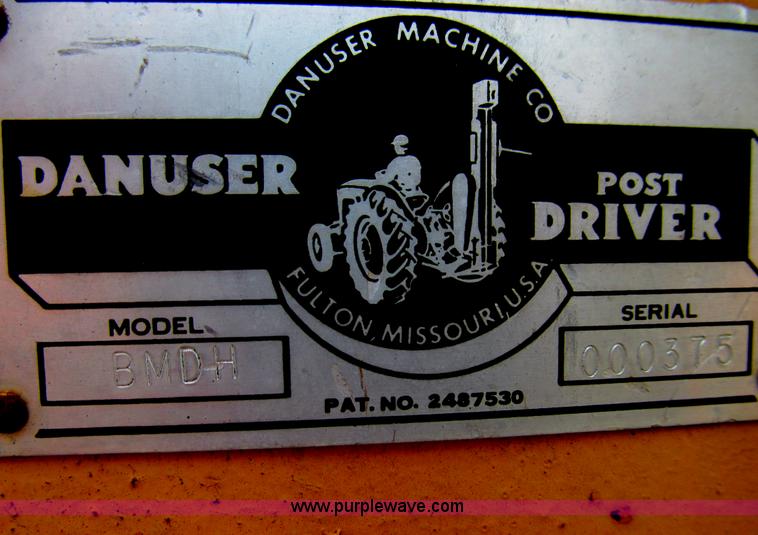 DANUSER MACHINE CO
DANUSER
POST
DRIVER
FULTON, MISSOURI, U.S.A.
MODEL
BMDH
SERIAL
000375
PAT. NO. 2487530
www.purplewave.com